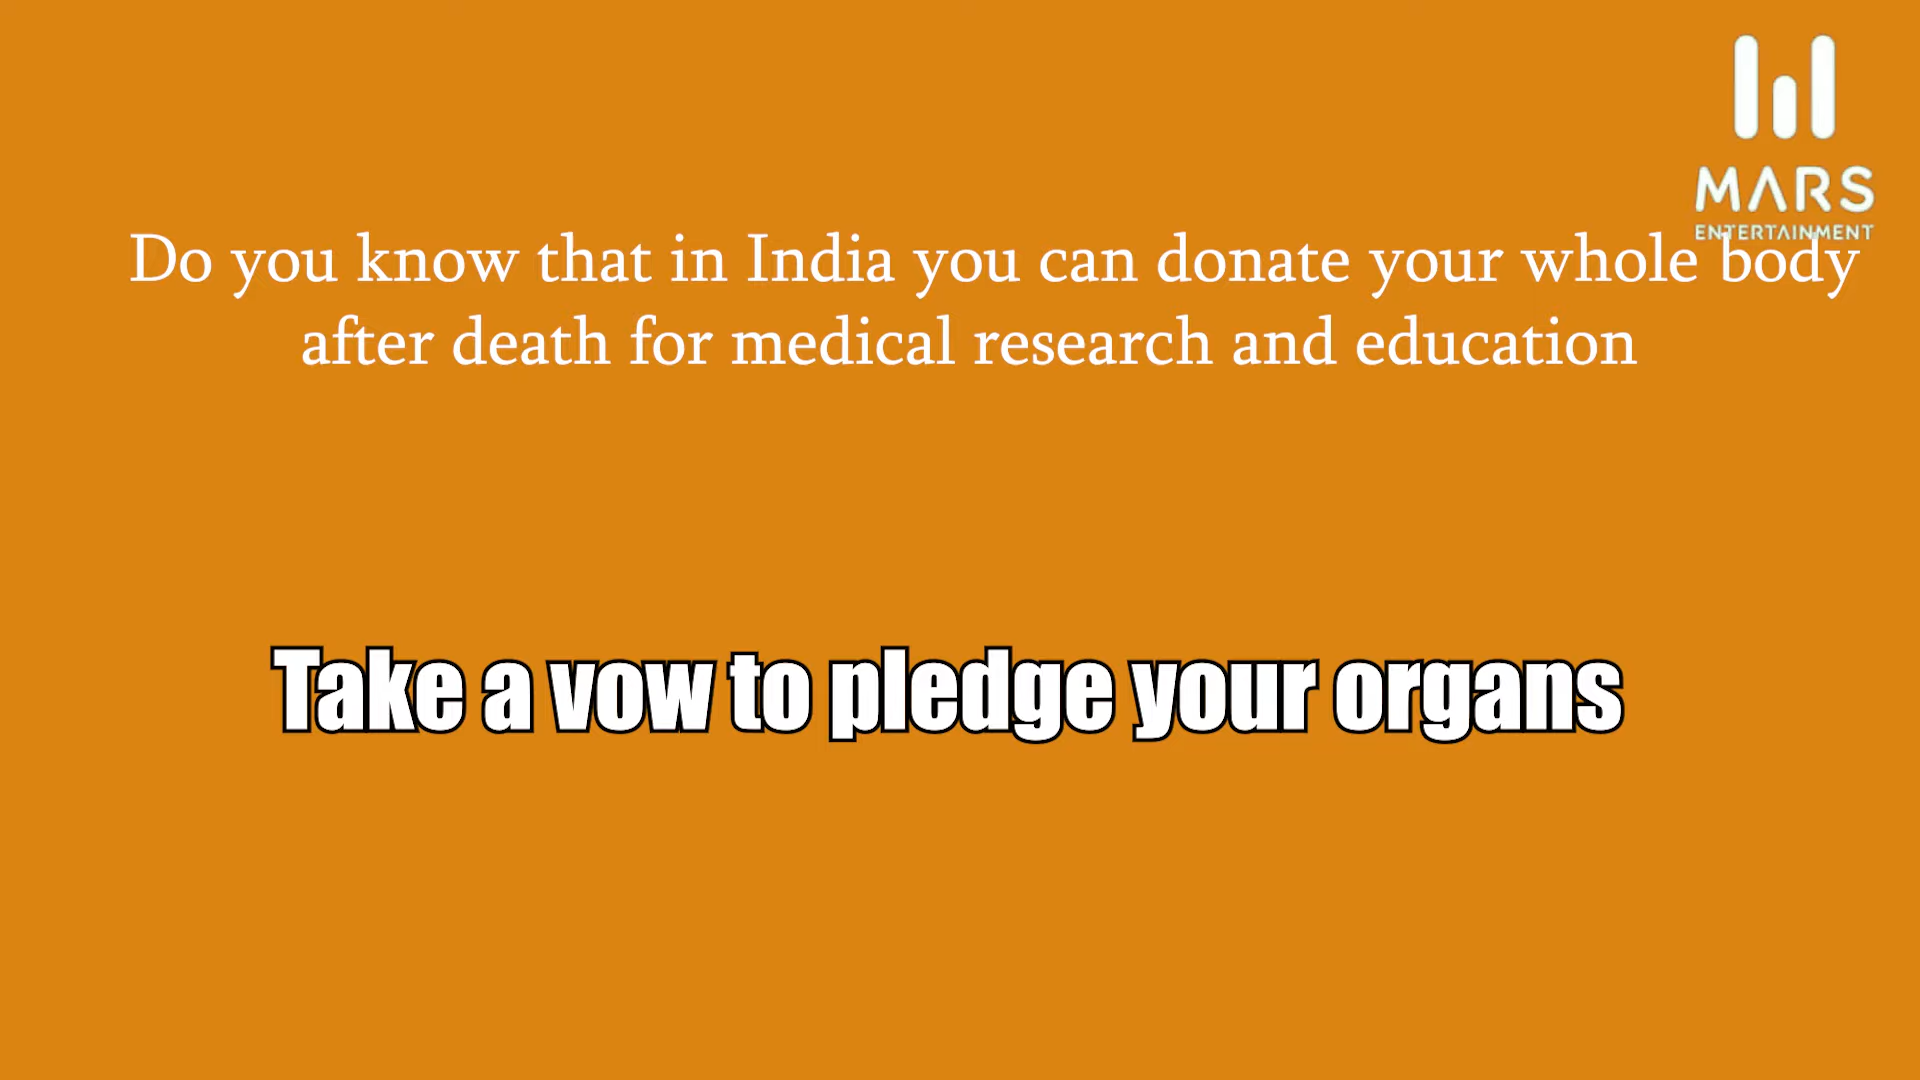 MARS
ENTERTAINMENT
Do you know that in India you can donate your whole body
after death for medical research and education
Take a vow to pledge your organs